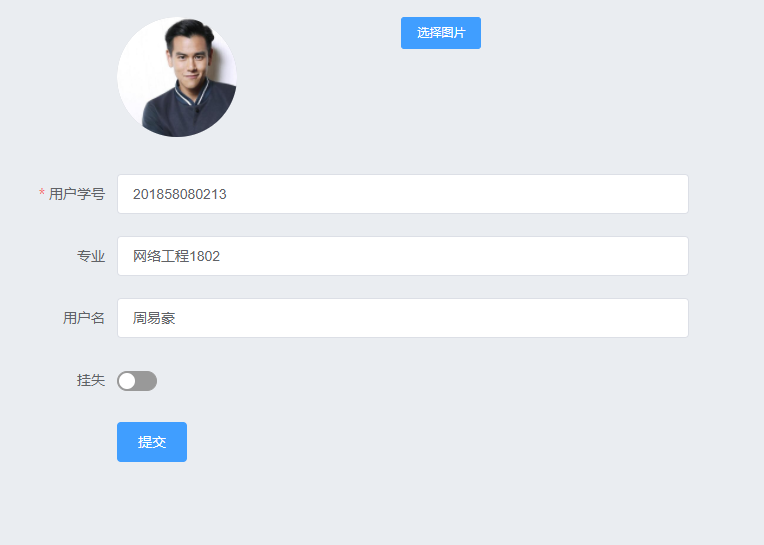 选择图片
* 用户学号 201858080213
专业 网络工程1802
用户名 周易豪
挂失
提交